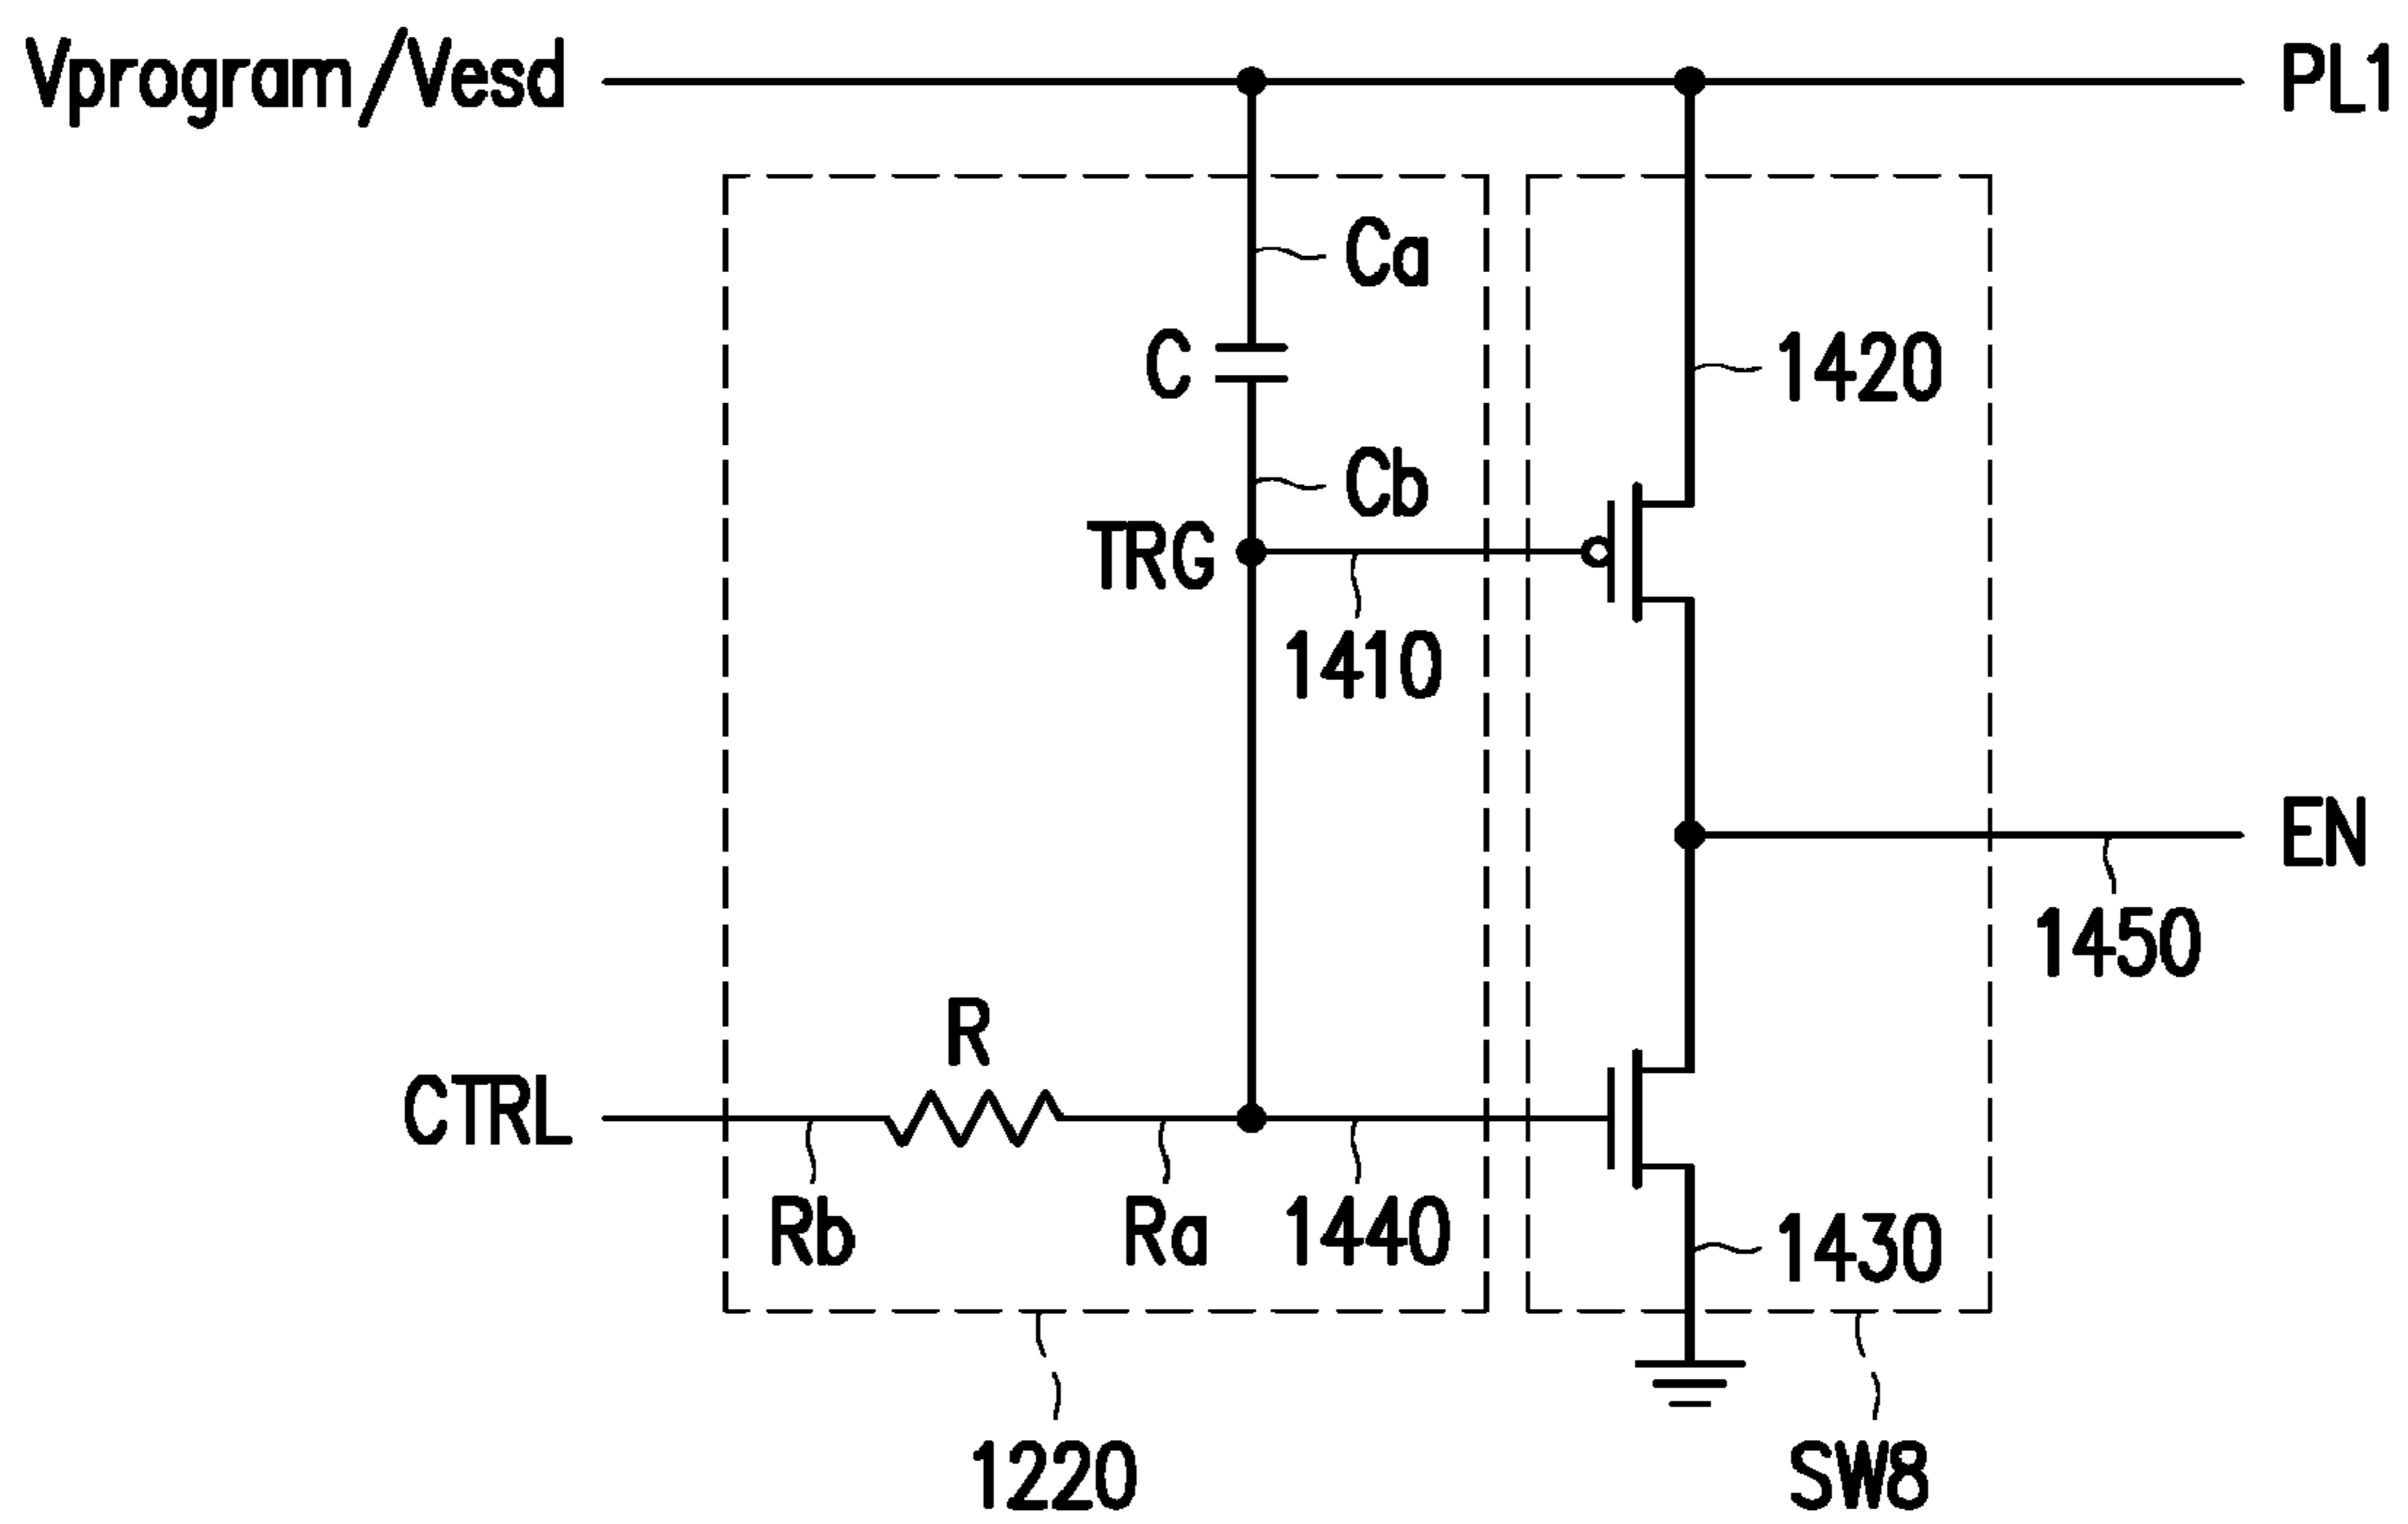 Vprogram/Vesd
PL1
Ca
C
1420
Cb
TRG
1410
EN
1450
R
CTRL
Rb
Ra
1440
1430
1220
SW8